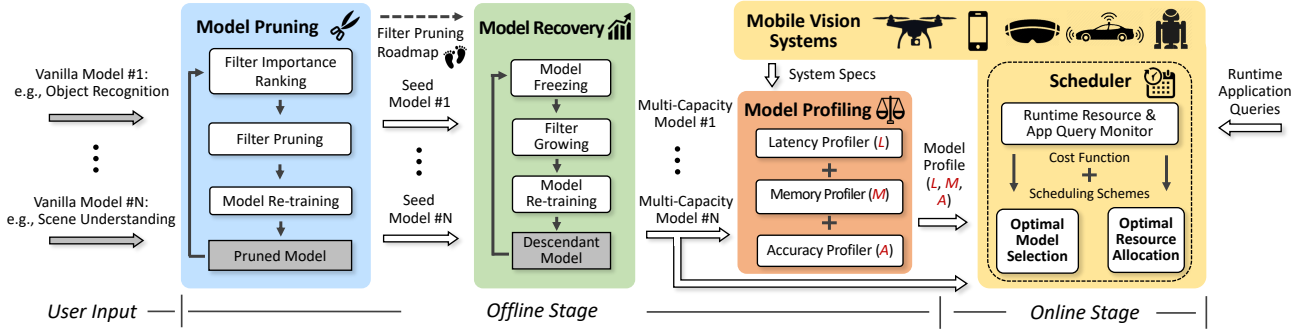 Vanilla Model #1:
e.g., Object Recognition
Vanilla Model #N:
e.g., Scene Understanding
Model Pruning
Filter Importance
Ranking
Filter Pruning
Model Re-training
Pruned Model
Filter Pruning
Roadmap
Seed
Model #1
Seed
Model #N
Model Recovery
Model
Freezing
Filter
Growing
Model
Re-training
Descendant
Model
Multi-Capacity
Model #1
Multi-Capacity
Model #N
Mobile Vision
Systems
System Specs
Model Profiling
Latency Profiler (L)
+
Memory Profiler (M)
+
Accuracy Profiler (A)
Model
Profile
(L, M,
A)
Scheduler
Runtime Resource &
App Query Monitor
Cost Function
+
Scheduling Schemes
Optimal
Model
Selection
Optimal
Resource
Allocation
Runtime
Application
Queries
User Input
Offline Stage
Online Stage